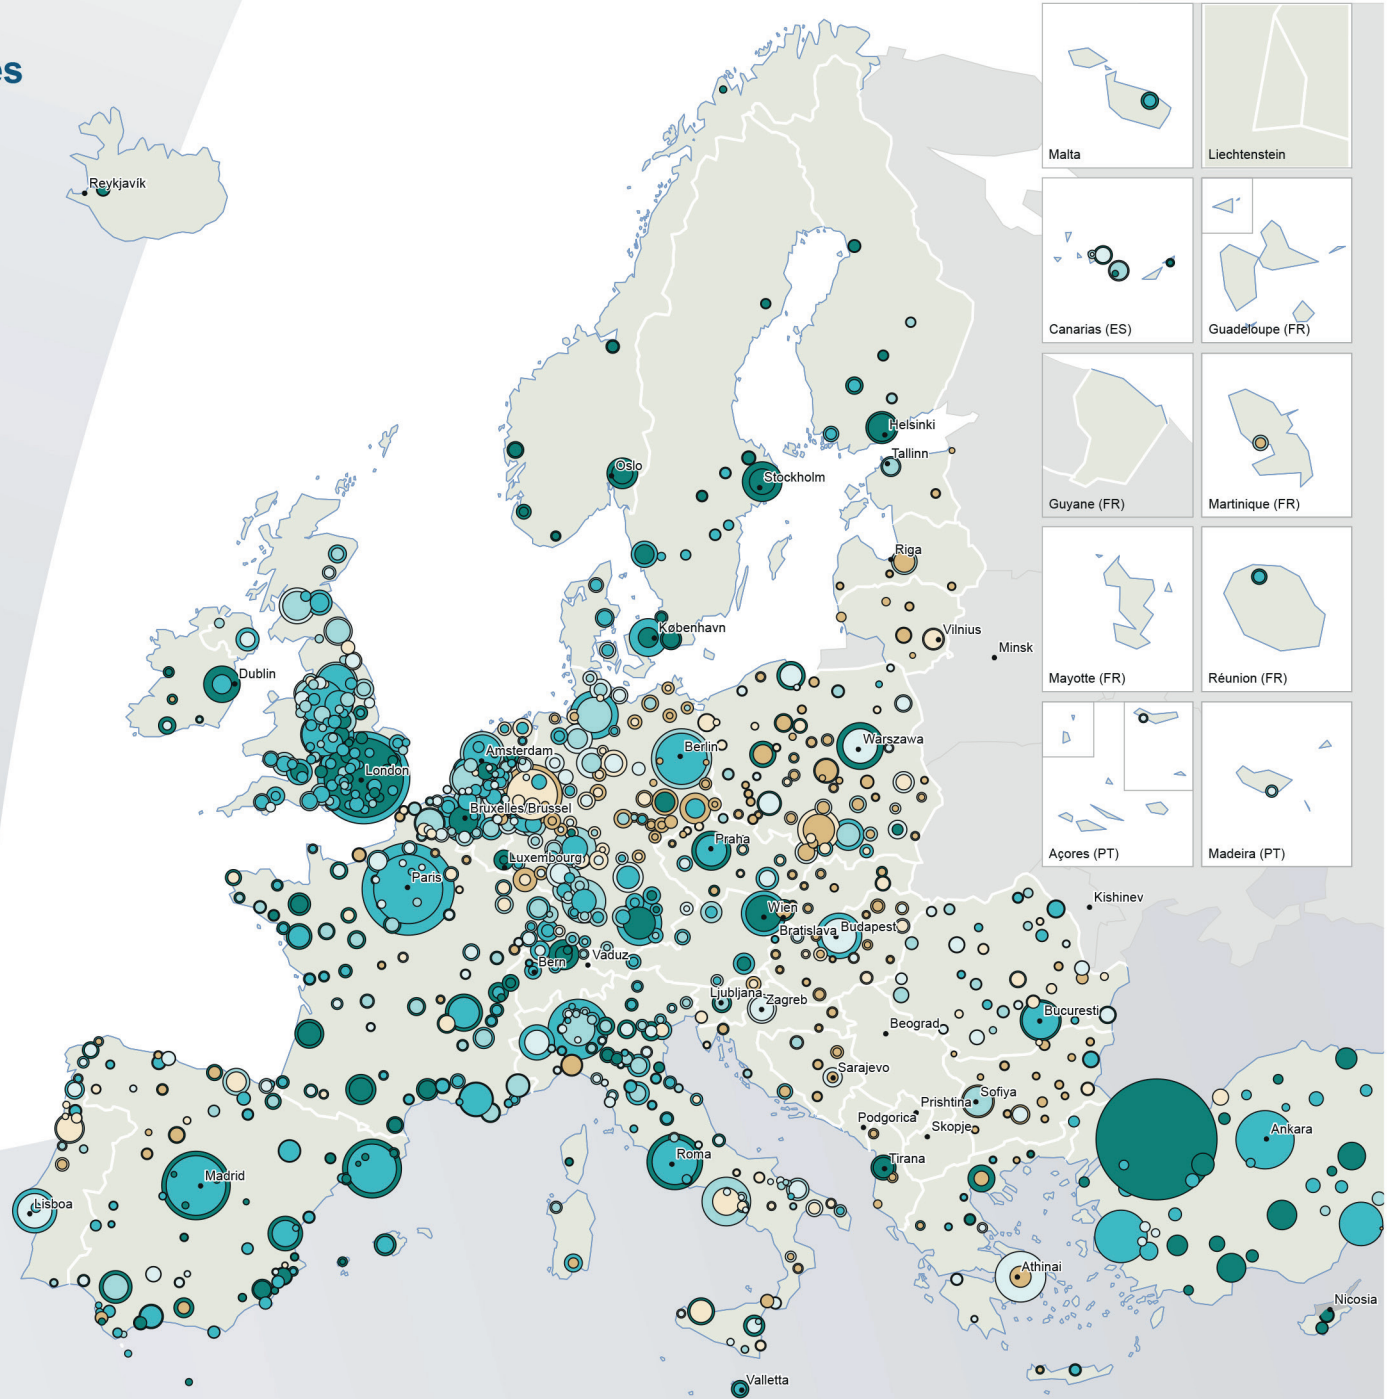 es
Malta
Liechtenstein
Reykjavík
Canarias (ES)
Guadeloupe (FR)
Helsinki
Tallinn
Oslo
Stockholm
Guyane (FR)
Martinique (FR)
Riga
København
Vilnius
Minsk
Dublin
Mayotte (FR)
Réunion (FR)
Warszawa
Amsterdam
Berlin
London
Bruxelles/Brüssel
Praha
Luxembourg
Açores (PT)
Madeira (PT)
Paris
Wien
Kishinev
Bratislava
Budapest
Bern
Vaduz
Ljubljana
Zagreb
Bucuresti
Beograd
Sarajevo
Sofiya
Prishtina
Podgorica
Skopje
Ankara
Roma
Tirana
Madrid
Lisboa
Athinai
Nicosia
Valletta